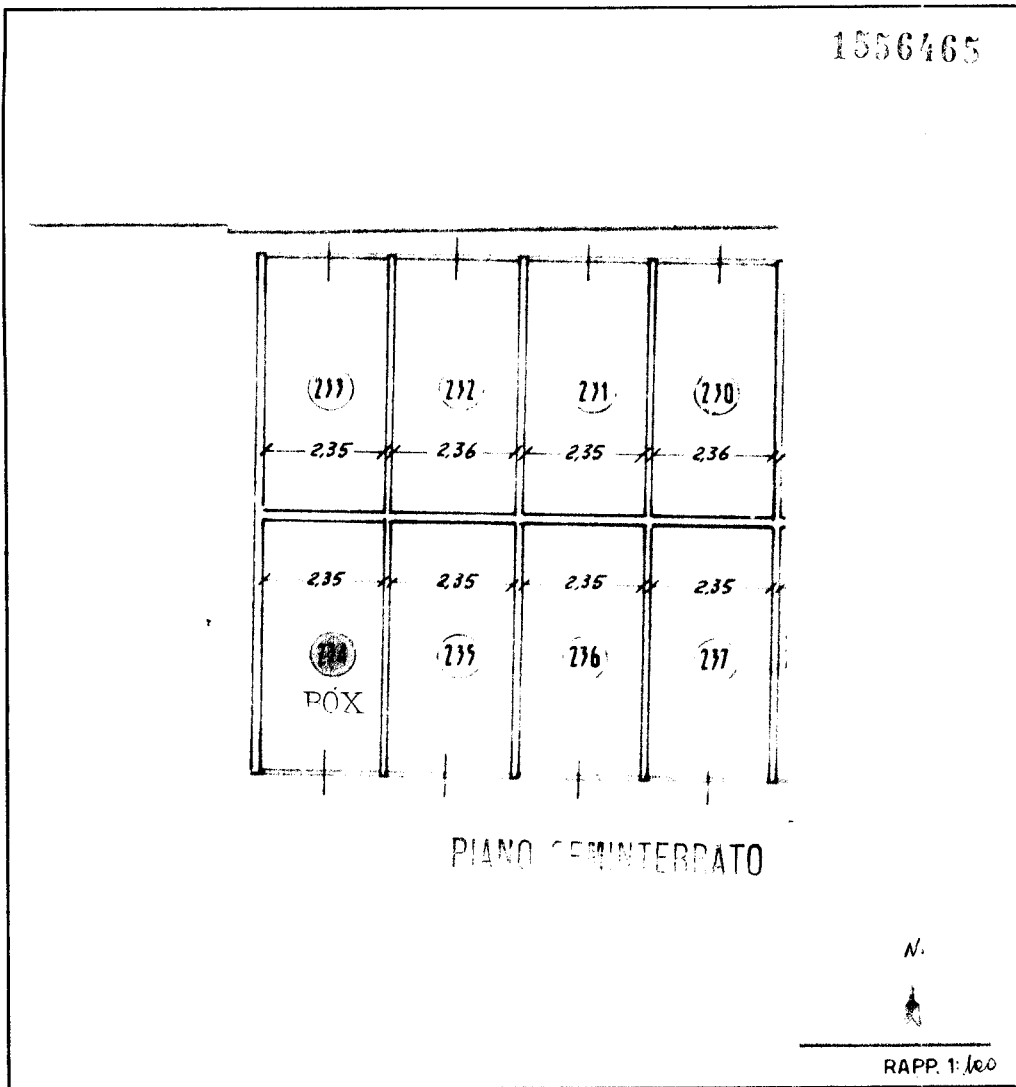 1556465
233 232 231 230
2,35 2,36 2,35 2,36
2,35 2,35 2,35 2,35
234 235 236 237
BOX
PIANO SEMINTERRATO
N.
RAPP. 1:100